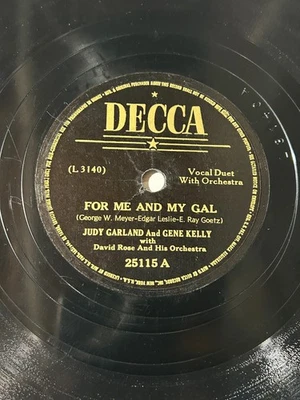 DECCA
(L 3140)
Vocal Duet
With Orchestra
FOR ME AND MY GAL
(George W. Meyer-Edgar Leslie-E. Ray Goetz)
JUDY GARLAND And GENE KELLY
with
David Rose And His Orchestra
25115 A